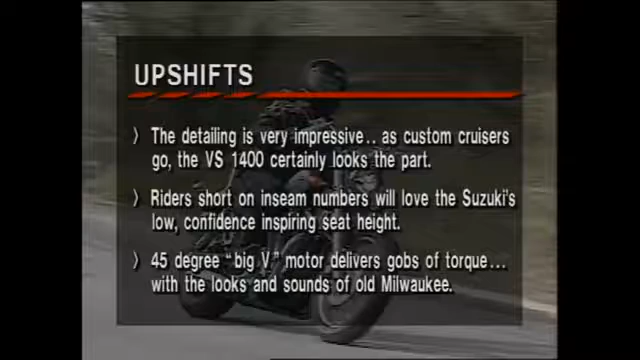 UPSHIFTS
〉 The detailing is very impressive.. as custom cruisers
go, the VS 1400 certainly looks the part.
〉 Riders short on inseam numbers will love the Suzuki's
low, confidence inspiring seat height.
〉 45 degree "big V" motor delivers gobs of torque...
with the looks and sounds of old Milwaukee.